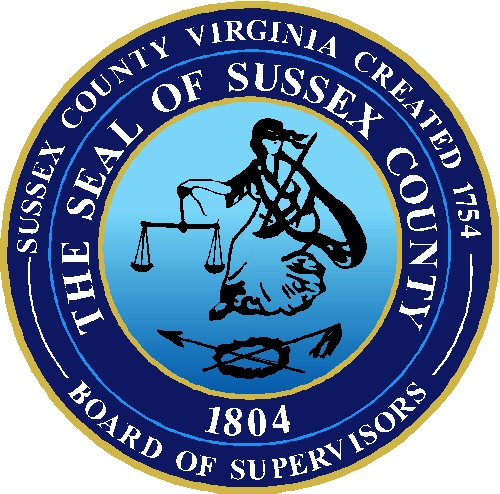 SUSSEX COUNTY VIRGINIA CREATED 1754
THE SEAL OF SUSSEX COUNTY
1804
BOARD OF SUPERVISORS